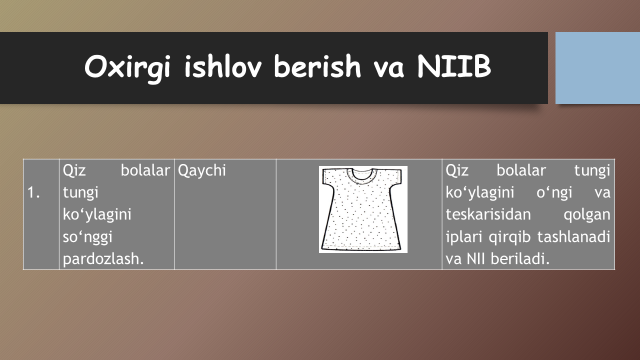 Oxirgi ishlov berish va NIIB
1.
Qiz bolalar
tungi
ko‘ylagini
so‘nggi
pardozlash.
Qaychi
Qiz bolalar tungi
ko‘ylagini o‘ngi va
teskarisidan qolgan
iplari qirqib tashlanadi
va NII beriladi.